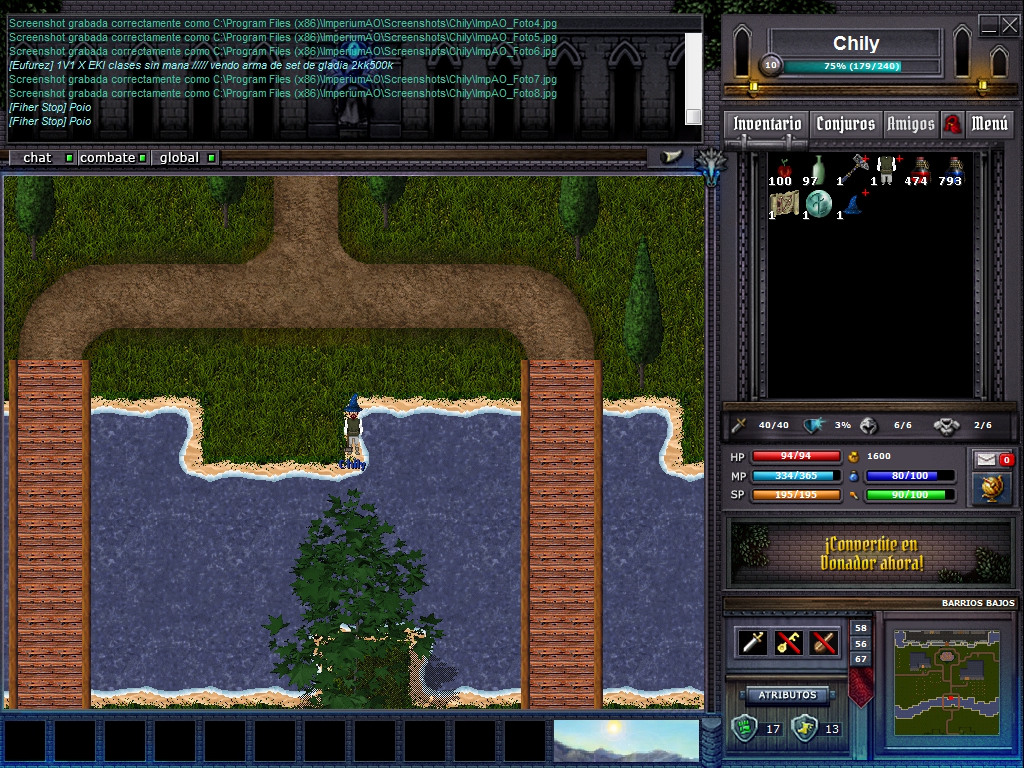 Screenshot grabada correctamente como C:\Program Files (x86)\ImperiumAO\Screenshots\Chily\ImpAO_Foto4.jpg
Screenshot grabada correctamente como C:\Program Files (x86)\ImperiumAO\Screenshots\Chily\ImpAO_Foto5.jpg
Screenshot grabada correctamente como C:\Program Files (x86)\ImperiumAO\Screenshots\Chily\ImpAO_Foto6.jpg
[Eufurez] 1V1 X EKI clases sin mana ///// vendo arma de set de gladia 2kk500k
Screenshot grabada correctamente como C:\Program Files (x86)\ImperiumAO\Screenshots\Chily\ImpAO_Foto7.jpg
Screenshot grabada correctamente como C:\Program Files (x86)\ImperiumAO\Screenshots\Chily\ImpAO_Foto8.jpg
[Fiher Stop] Poio
[Fiher Stop] Poio
chat combate global
Chily
Chily
10 75% (179/240)
Inventario Conjuros Amigos Menú
100 97 1 1 474 793
1 1 1
40/40 3% 6/6 2/6
HP 94/94 1600
MP 334/365 80/100
SP 195/195 90/100
0
¡Convertite en
Donador ahora!
BARRIOS BAJOS
58
56
67
ATRIBUTOS
17 13